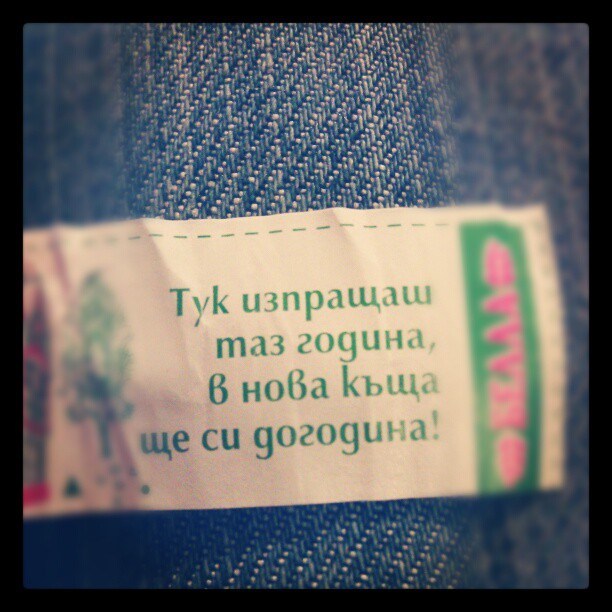 Тук изпращаш
таз година,
в нова къща
ще си догодина!